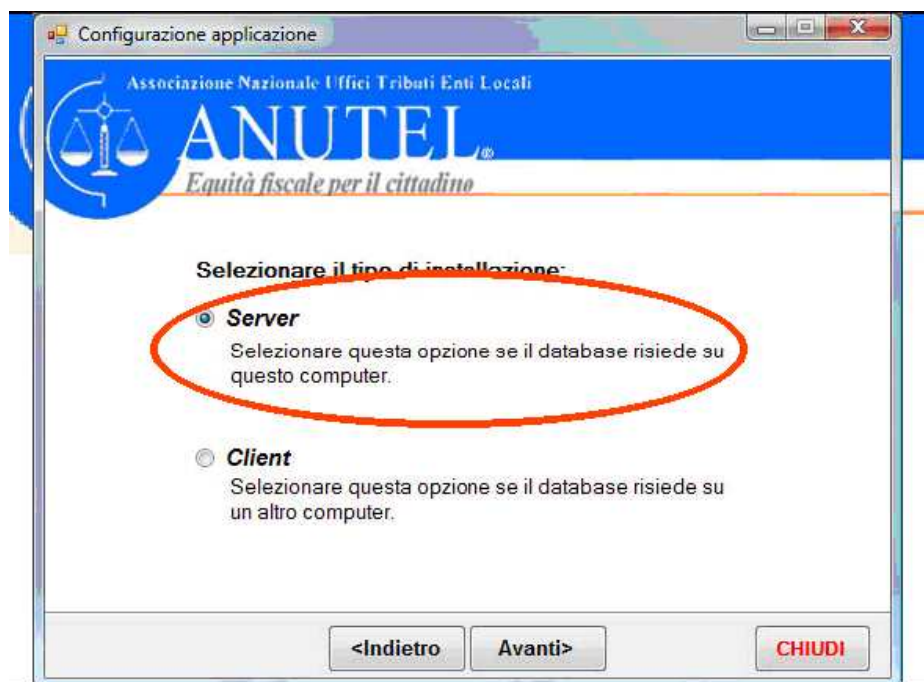 Configurazione applicazione
Associazione Nazionale Uffici Tributi Enti Locali
ANUTEL®
Equità fiscale per il cittadino
Selezionare il tipo di installazione:
Server
Selezionare questa opzione se il database risiede su
questo computer.
Client
Selezionare questa opzione se il database risiede su
un altro computer.
<Indietro Avanti> CHIUDI